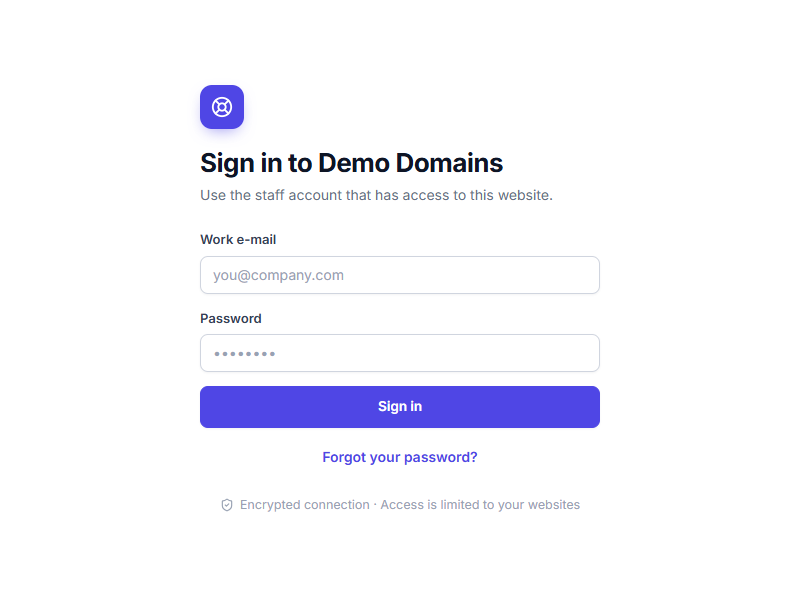 Sign in to Demo Domains
Use the staff account that has access to this website.
Work e-mail
you@company.com
Password
••••••••
Sign in
Forgot your password?
Encrypted connection · Access is limited to your websites